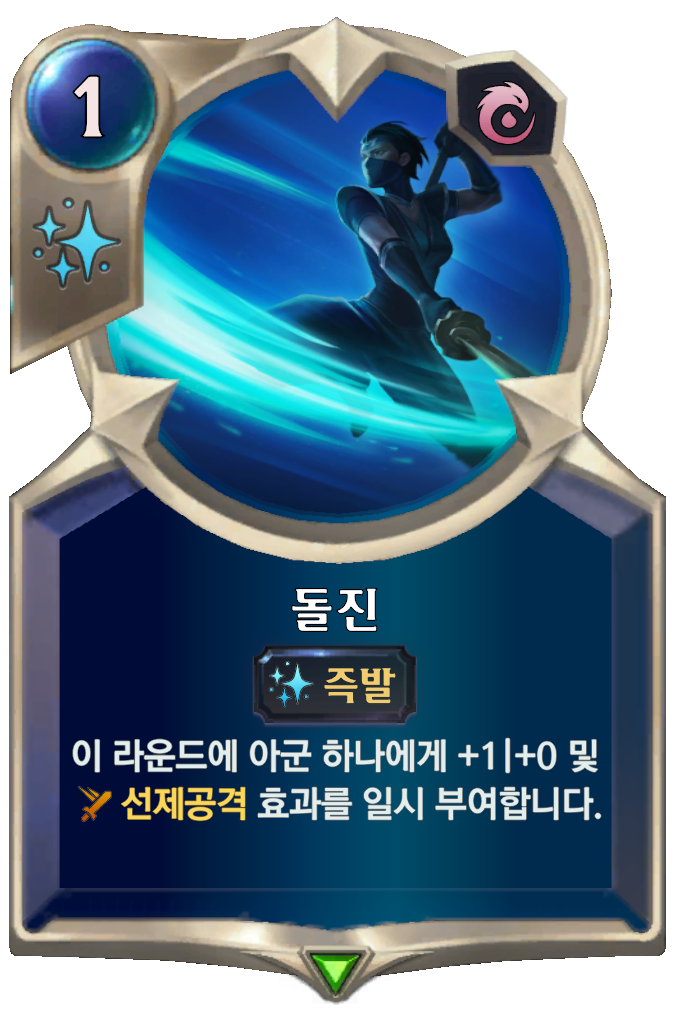 1
돌진
즉발
이 라운드에 아군 하나에게 +1|+0 및
선제공격 효과를 일시 부여합니다.